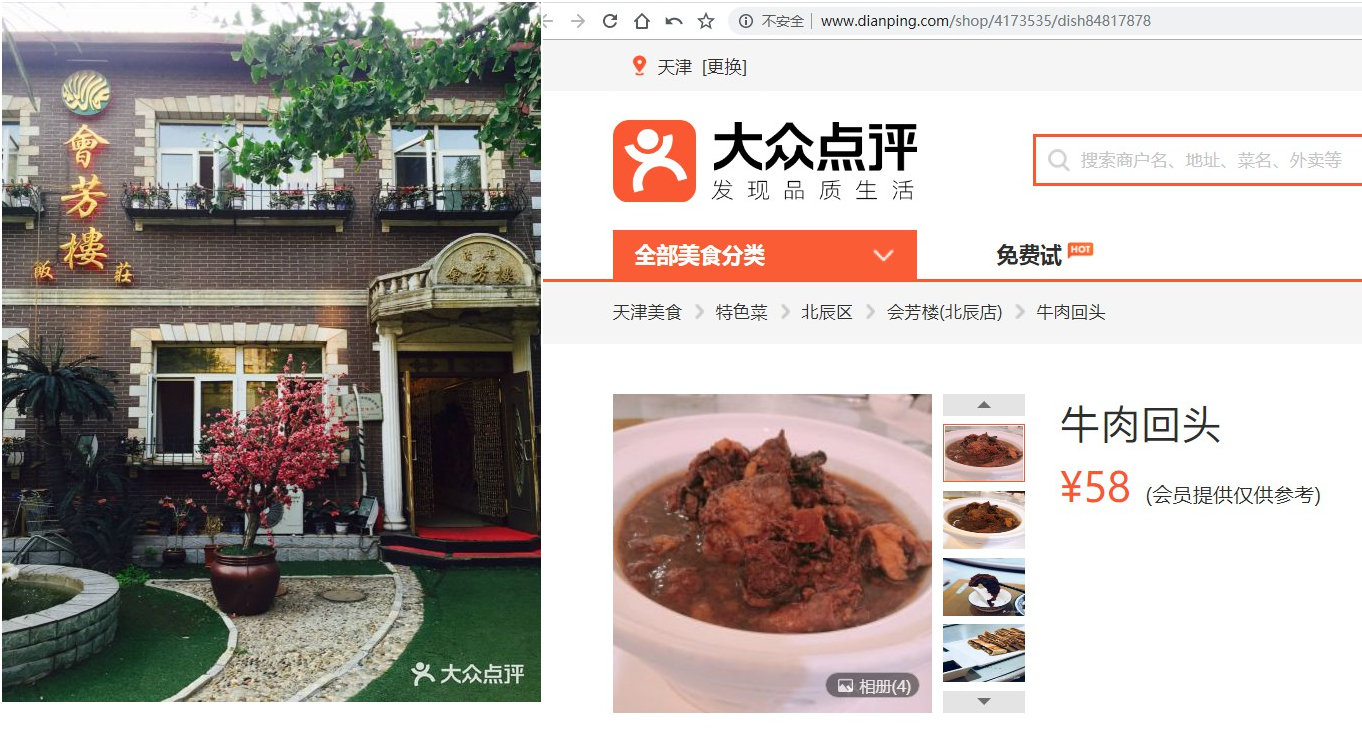 會芳樓
飯莊
會芳樓
大众点评
不安全 | www.dianping.com/shop/4173535/dish84817878
天津 [更换]
大众点评
发现品质生活
搜索商户名、地址、菜名、外卖等
全部美食分类
免费试 HOT
天津美食 > 特色菜 > 北辰区 > 会芳楼(北辰店) > 牛肉回头
牛肉回头
¥58 (会员提供仅供参考)
相册(4)